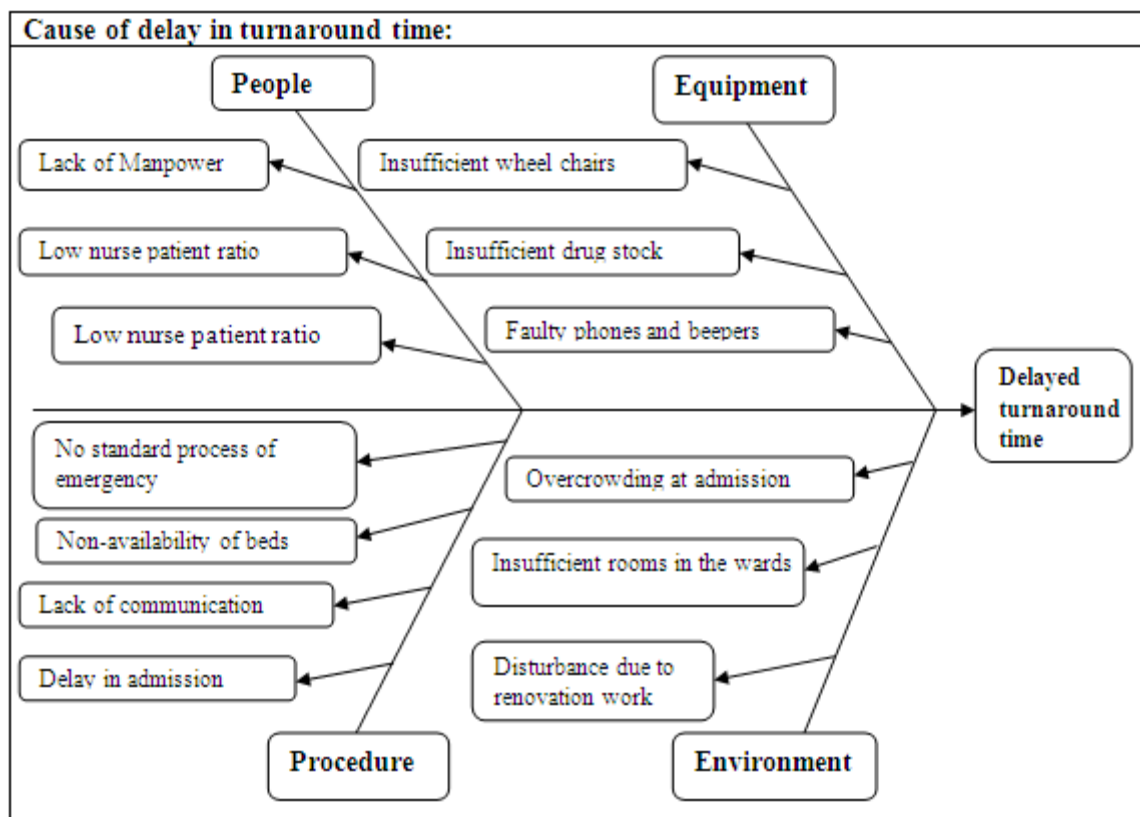 Cause of delay in turnaround time:
People
Equipment
Lack of Manpower
Insufficient wheel chairs
Low nurse patient ratio
Insufficient drug stock
Low nurse patient ratio
Faulty phones and beepers
Delayed
turnaround
time
No standard process of
emergency
Overcrowding at admission
Non-availability of beds
Insufficient rooms in the wards
Lack of communication
Delay in admission
Disturbance due to
renovation work
Procedure
Environment